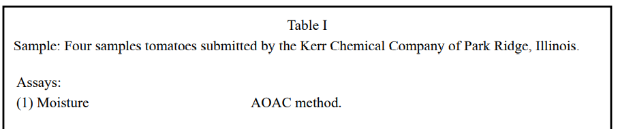 Table I
Sample: Four samples tomatoes submitted by the Kerr Chemical Company of Park Ridge, Illinois.
Assays:
(1) Moisture AOAC method.